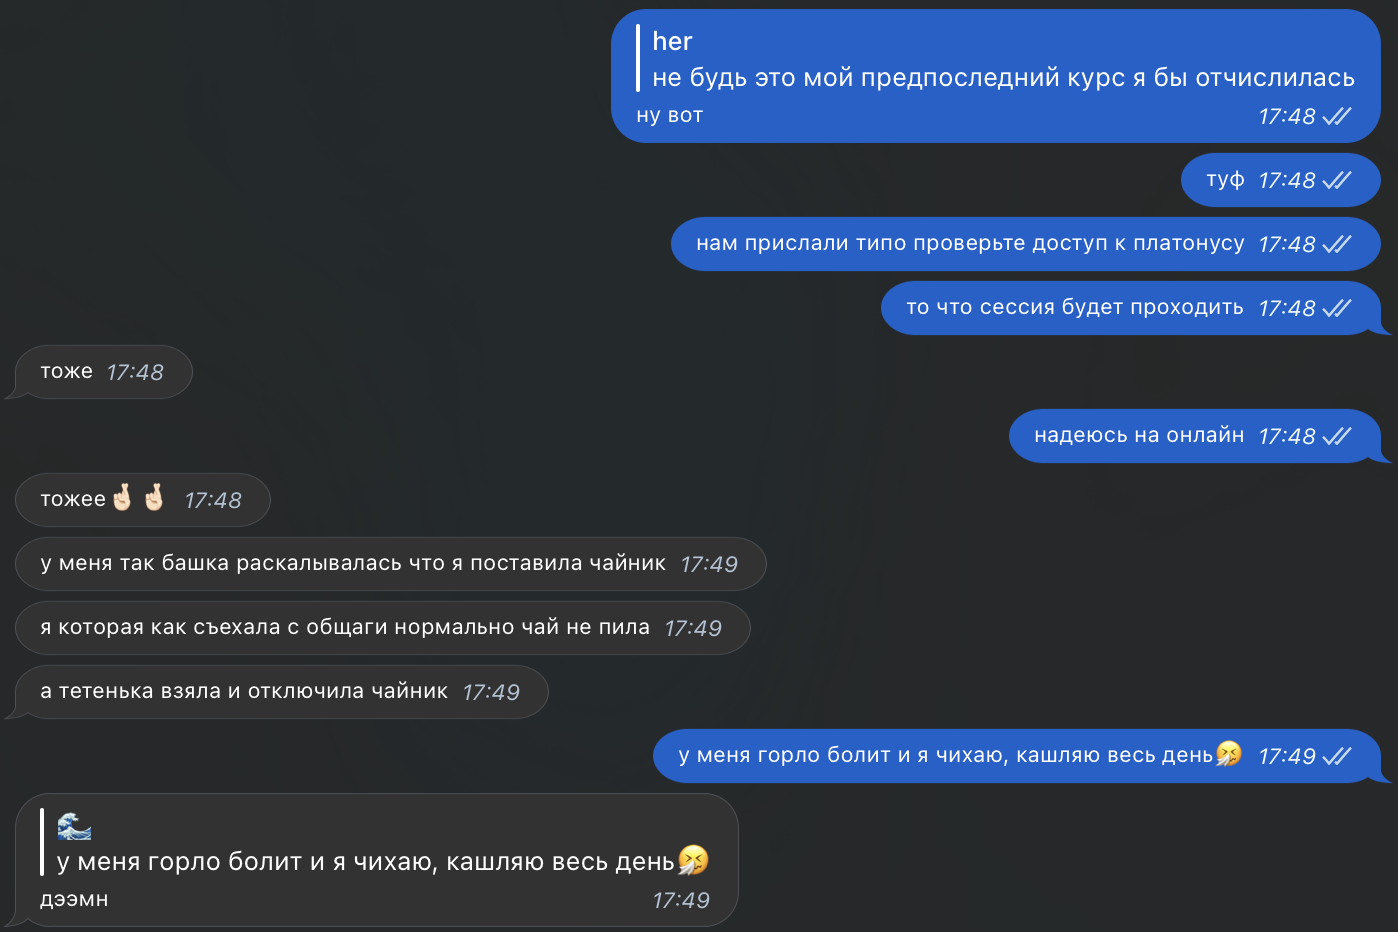 her
не будь это мой предпоследний курс я бы отчислилась
ну вот 17:48
туф 17:48
нам прислали типо проверьте доступ к платонусу 17:48
то что сессия будет проходить 17:48
тоже 17:48
надеюсь на онлайн 17:48
тожее🤞🏻🤞🏻 17:48
у меня так башка раскалывалась что я поставила чайник 17:49
я которая как съехала с общаги нормально чай не пила 17:49
а тетенька взяла и отключила чайник 17:49
у меня горло болит и я чихаю, кашляю весь день🤧 17:49
🌊
у меня горло болит и я чихаю, кашляю весь день🤧
дээмн 17:49